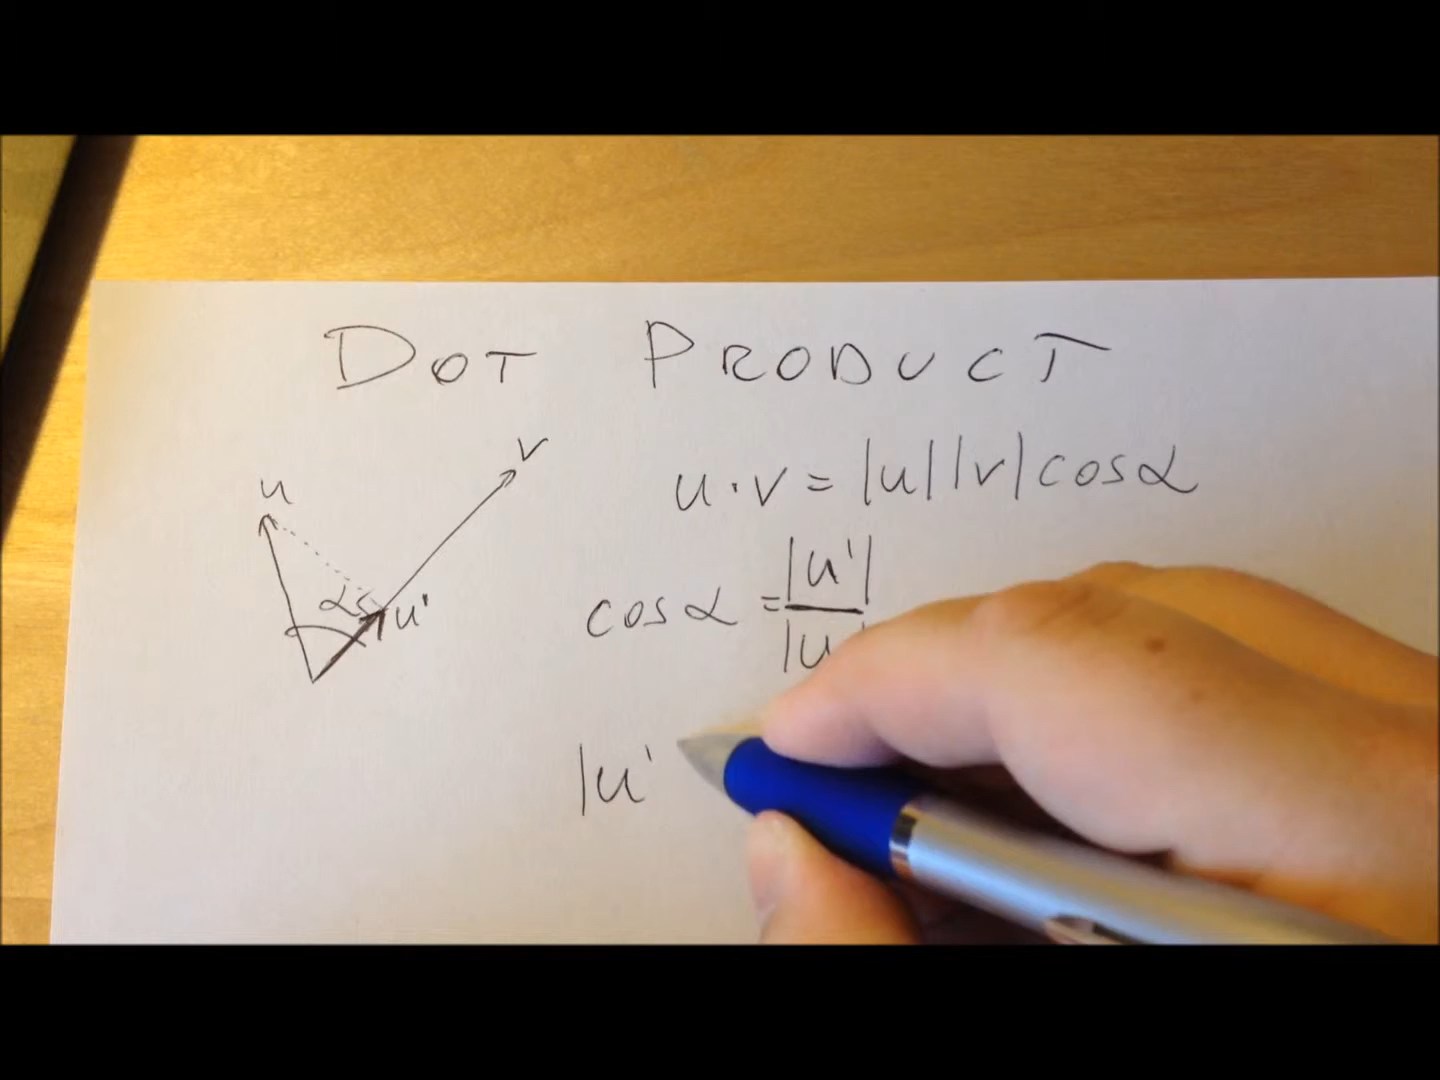 DOT PRODUCT
v
u
u·v = |u||v| cos α
α
u'
cos α = |u'| / |u
|u'